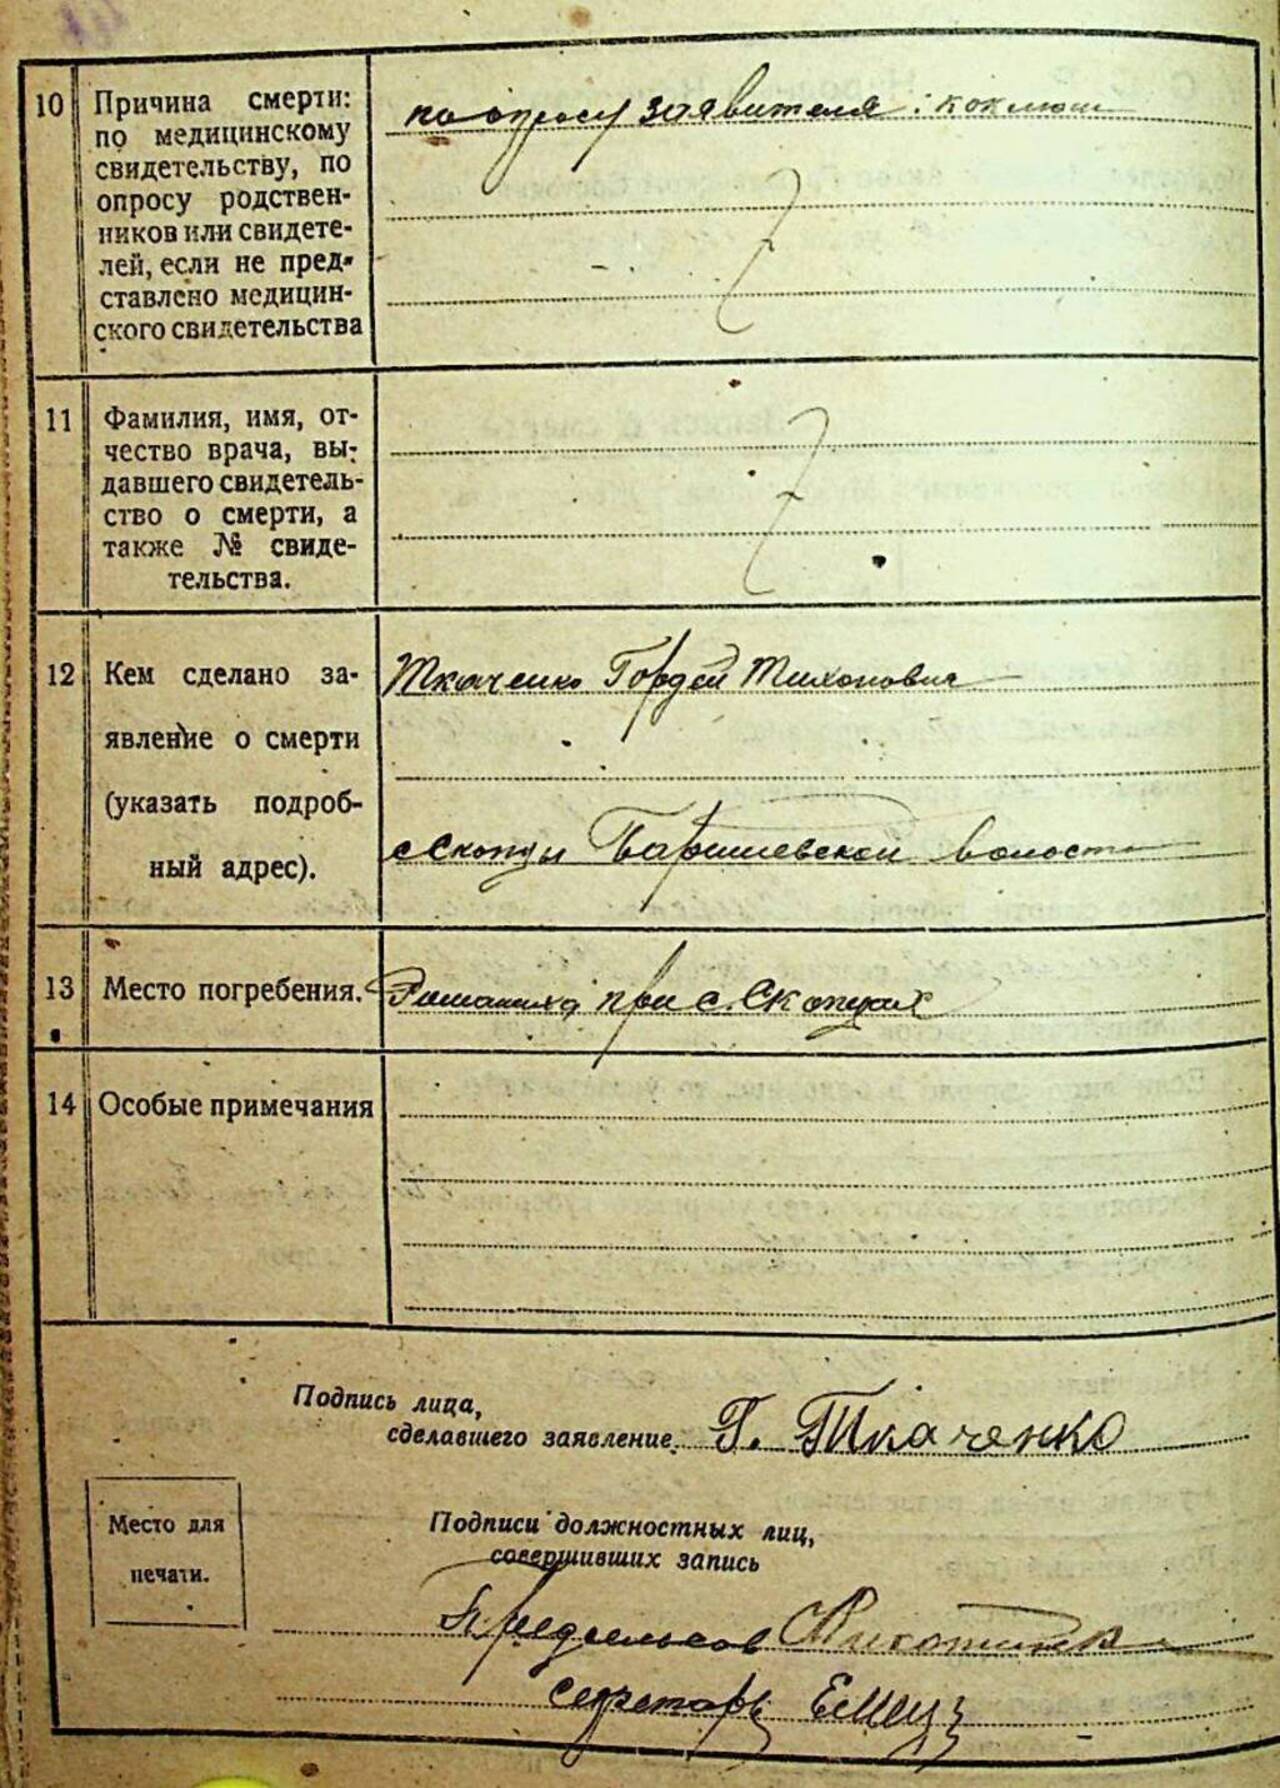 10 Причина смерти:
по медицинскому
свидетельству, по
опросу родствен-
ников или свидете-
лей, если не пред-
ставлено медицин-
ского свидетельства
по опросу заявителя: коклюш
11 Фамилия, имя, от-
чество врача, вы-
давшего свидетель-
ство о смерти, а
также № свиде-
тельства.
12 Кем сделано за-
явление о смерти
(указать подроб-
ный адрес).
Ткаченко Гордей Тихонович
с Скопцы Барышевской волости
13 Место погребения.
при с. Скопцах
14 Особые примечания
Подпись лица,
сделавшего заявление. Г. Ткаченко
Место для
печати.
Подписи должностных лиц,
совершивших запись
Предсельсов
секретарь Емец